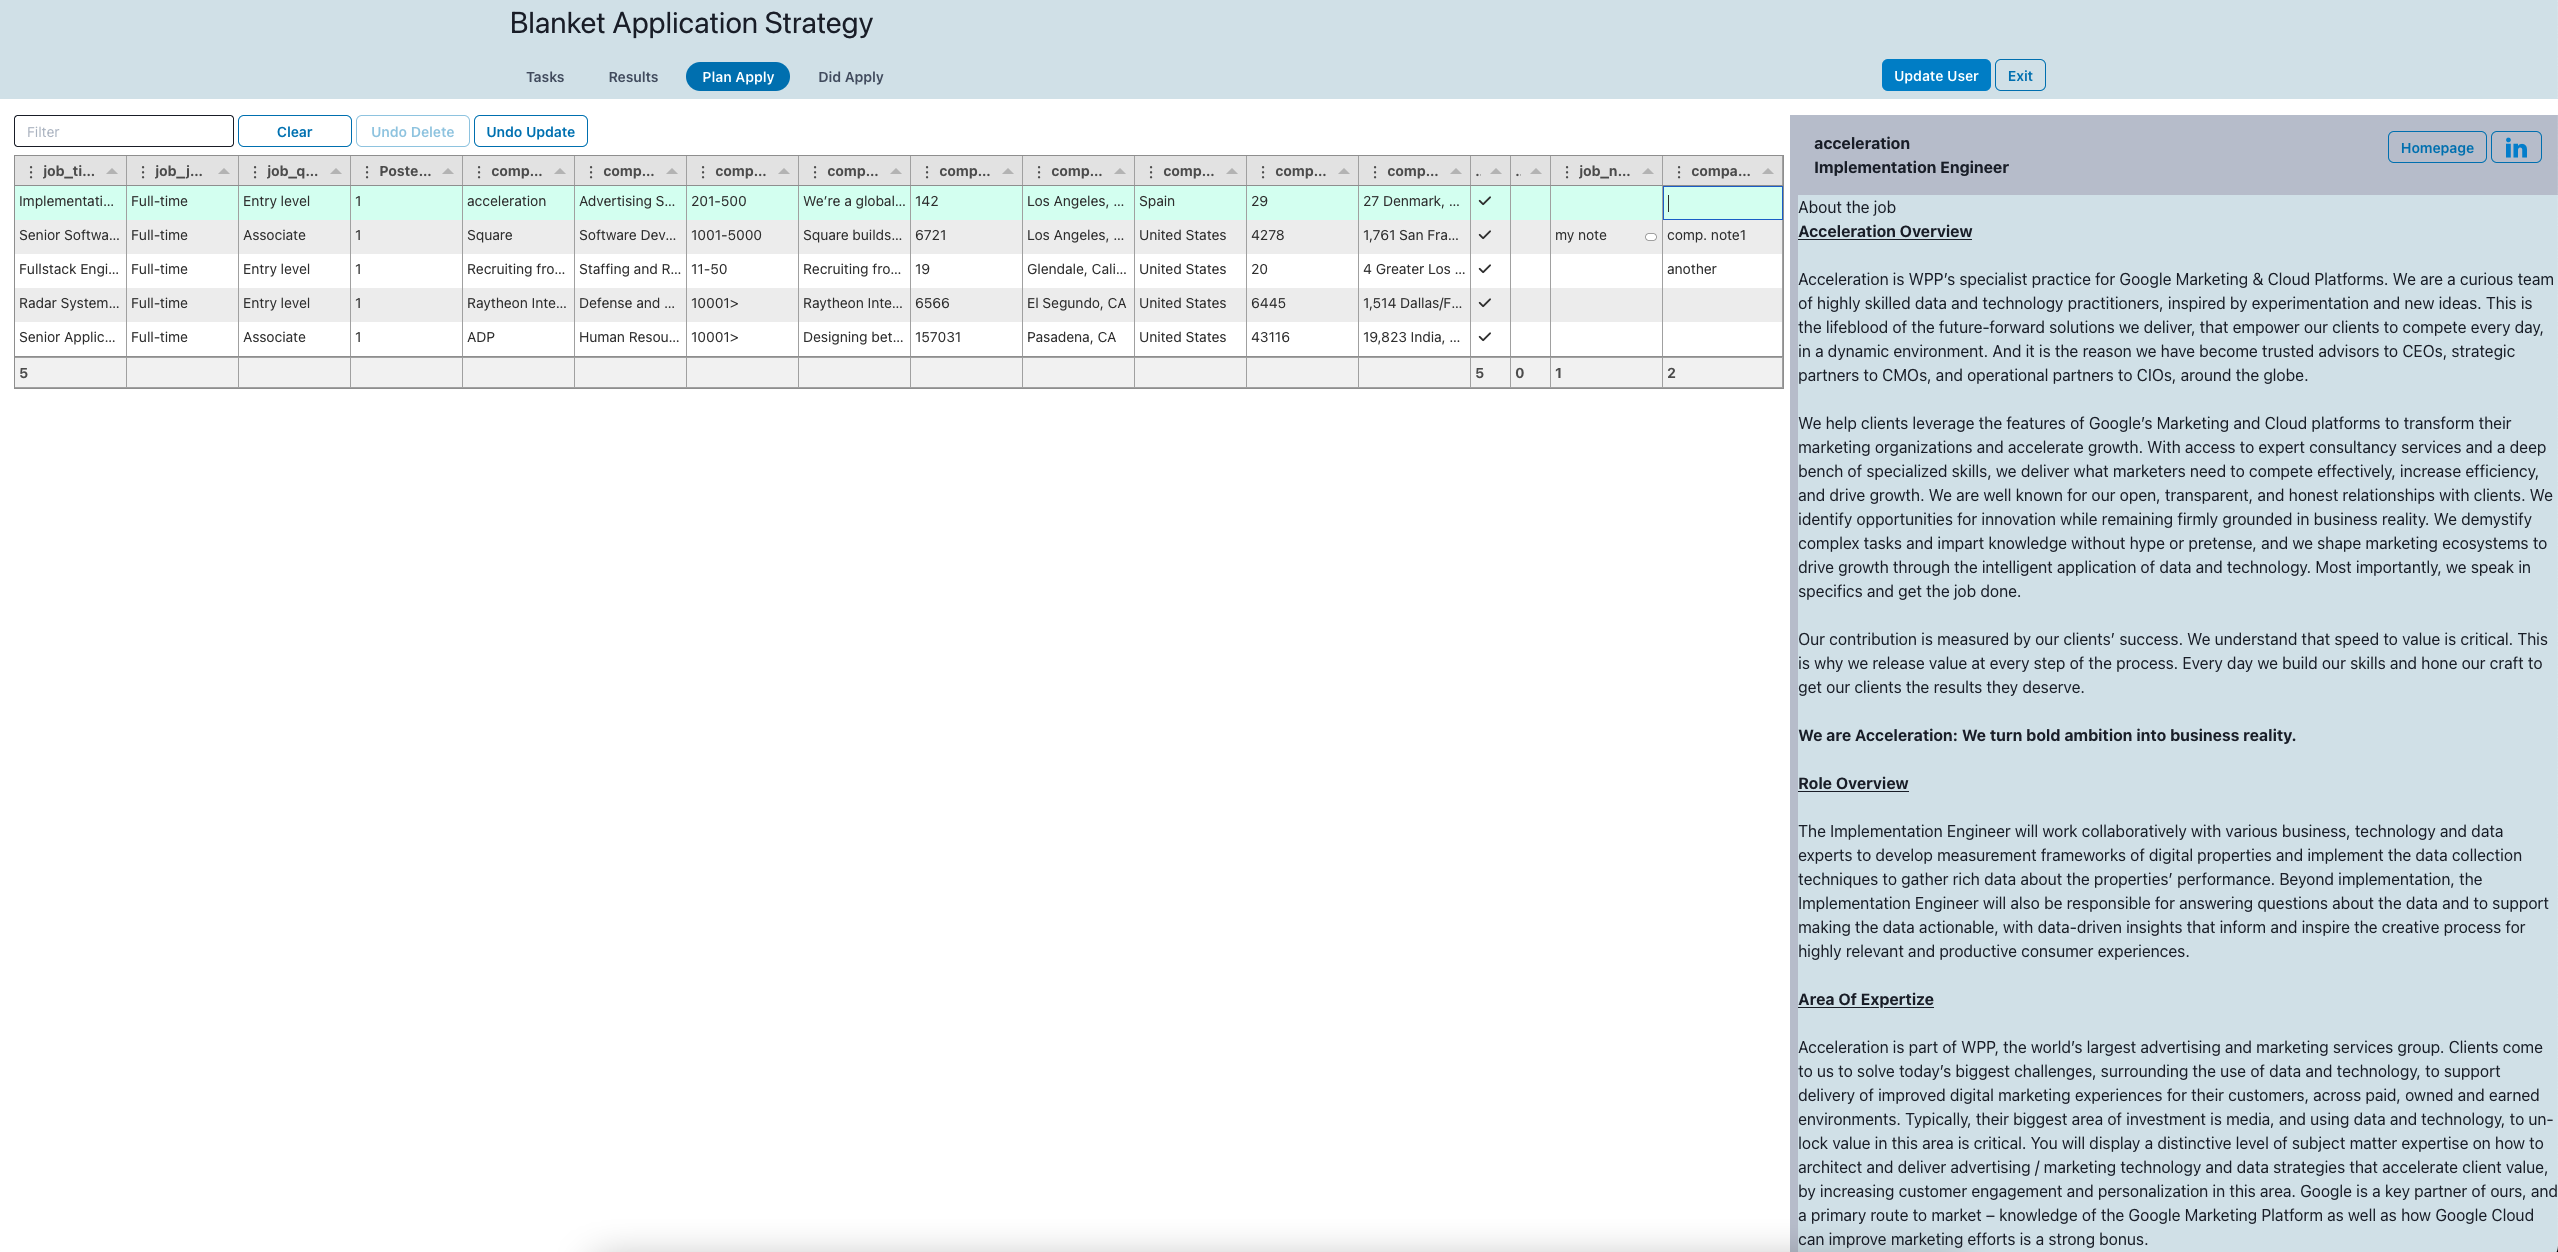 Blanket Application Strategy
Tasks Results Plan Apply Did Apply Update User Exit
Filter Clear Undo Delete Undo Update
job_ti... job_j... job_q... Poste... comp... comp... comp... comp... comp... comp... comp... comp... comp... .. .. job_n... compa...
Implementati... Full-time Entry level 1 acceleration Advertising S... 201-500 We're a global... 142 Los Angeles, ... Spain 29 27 Denmark, ...
Senior Softwa... Full-time Associate 1 Square Software Dev... 1001-5000 Square builds... 6721 Los Angeles, ... United States 4278 1,761 San Fra... my note comp. note1
Fullstack Engi... Full-time Entry level 1 Recruiting fro... Staffing and R... 11-50 Recruiting fro... 19 Glendale, Cali... United States 20 4 Greater Los ... another
Radar System... Full-time Entry level 1 Raytheon Inte... Defense and ... 10001> Raytheon Inte... 6566 El Segundo, CA United States 6445 1,514 Dallas/F...
Senior Applic... Full-time Associate 1 ADP Human Resou... 10001> Designing bet... 157031 Pasadena, CA United States 43116 19,823 India, ...
5 5 0 1 2
acceleration
Implementation Engineer
Homepage in
About the job
Acceleration Overview
Acceleration is WPP's specialist practice for Google Marketing & Cloud Platforms. We are a curious team
of highly skilled data and technology practitioners, inspired by experimentation and new ideas. This is
the lifeblood of the future-forward solutions we deliver, that empower our clients to compete every day,
in a dynamic environment. And it is the reason we have become trusted advisors to CEOs, strategic
partners to CMOs, and operational partners to CIOs, around the globe.
We help clients leverage the features of Google's Marketing and Cloud platforms to transform their
marketing organizations and accelerate growth. With access to expert consultancy services and a deep
bench of specialized skills, we deliver what marketers need to compete effectively, increase efficiency,
and drive growth. We are well known for our open, transparent, and honest relationships with clients. We
identify opportunities for innovation while remaining firmly grounded in business reality. We demystify
complex tasks and impart knowledge without hype or pretense, and we shape marketing ecosystems to
drive growth through the intelligent application of data and technology. Most importantly, we speak in
specifics and get the job done.
Our contribution is measured by our clients' success. We understand that speed to value is critical. This
is why we release value at every step of the process. Every day we build our skills and hone our craft to
get our clients the results they deserve.
We are Acceleration: We turn bold ambition into business reality.
Role Overview
The Implementation Engineer will work collaboratively with various business, technology and data
experts to develop measurement frameworks of digital properties and implement the data collection
techniques to gather rich data about the properties' performance. Beyond implementation, the
Implementation Engineer will also be responsible for answering questions about the data and to support
making the data actionable, with data-driven insights that inform and inspire the creative process for
highly relevant and productive consumer experiences.
Area Of Expertize
Acceleration is part of WPP, the world's largest advertising and marketing services group. Clients come
to us to solve today's biggest challenges, surrounding the use of data and technology, to support
delivery of improved digital marketing experiences for their customers, across paid, owned and earned
environments. Typically, their biggest area of investment is media, and using data and technology, to un-
lock value in this area is critical. You will display a distinctive level of subject matter expertise on how to
architect and deliver advertising / marketing technology and data strategies that accelerate client value,
by increasing customer engagement and personalization in this area. Google is a key partner of ours, and
a primary route to market – knowledge of the Google Marketing Platform as well as how Google Cloud
can improve marketing efforts is a strong bonus.